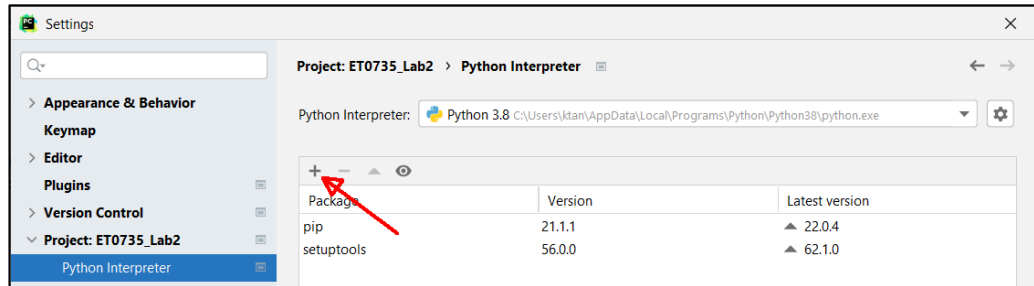 Settings
Project: ET0735_Lab2 > Python Interpreter
Appearance & Behavior
Python Interpreter: Python 3.8 C:\Users\ktan\AppData\Local\Programs\Python\Python38\python.exe
Keymap
Editor
Plugins
Package Version Latest version
Version Control
pip 21.1.1 22.0.4
Project: ET0735_Lab2
setuptools 56.0.0 62.1.0
Python Interpreter